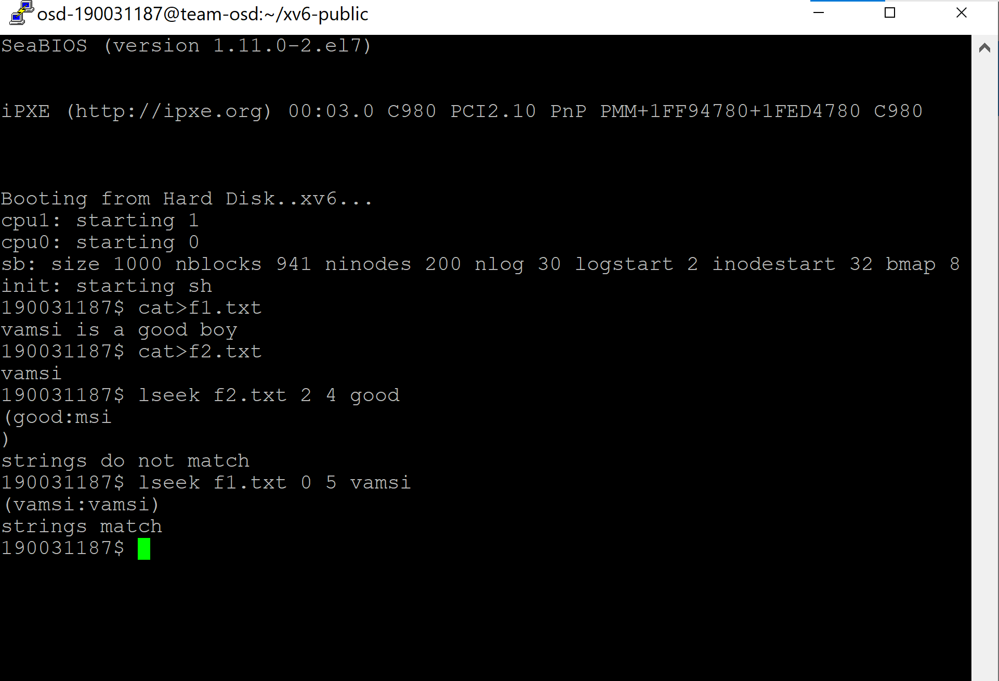 osd-190031187@team-osd:~/xv6-public
SeaBIOS (version 1.11.0-2.el7)
iPXE (http://ipxe.org) 00:03.0 C980 PCI2.10 PnP PMM+1FF94780+1FED4780 C980
Booting from Hard Disk..xv6...
cpu1: starting 1
cpu0: starting 0
sb: size 1000 nblocks 941 ninodes 200 nlog 30 logstart 2 inodestart 32 bmap 8
init: starting sh
190031187$ cat>f1.txt
vamsi is a good boy
190031187$ cat>f2.txt
vamsi
190031187$ lseek f2.txt 2 4 good
(good:msi
)
strings do not match
190031187$ lseek f1.txt 0 5 vamsi
(vamsi:vamsi)
strings match
190031187$